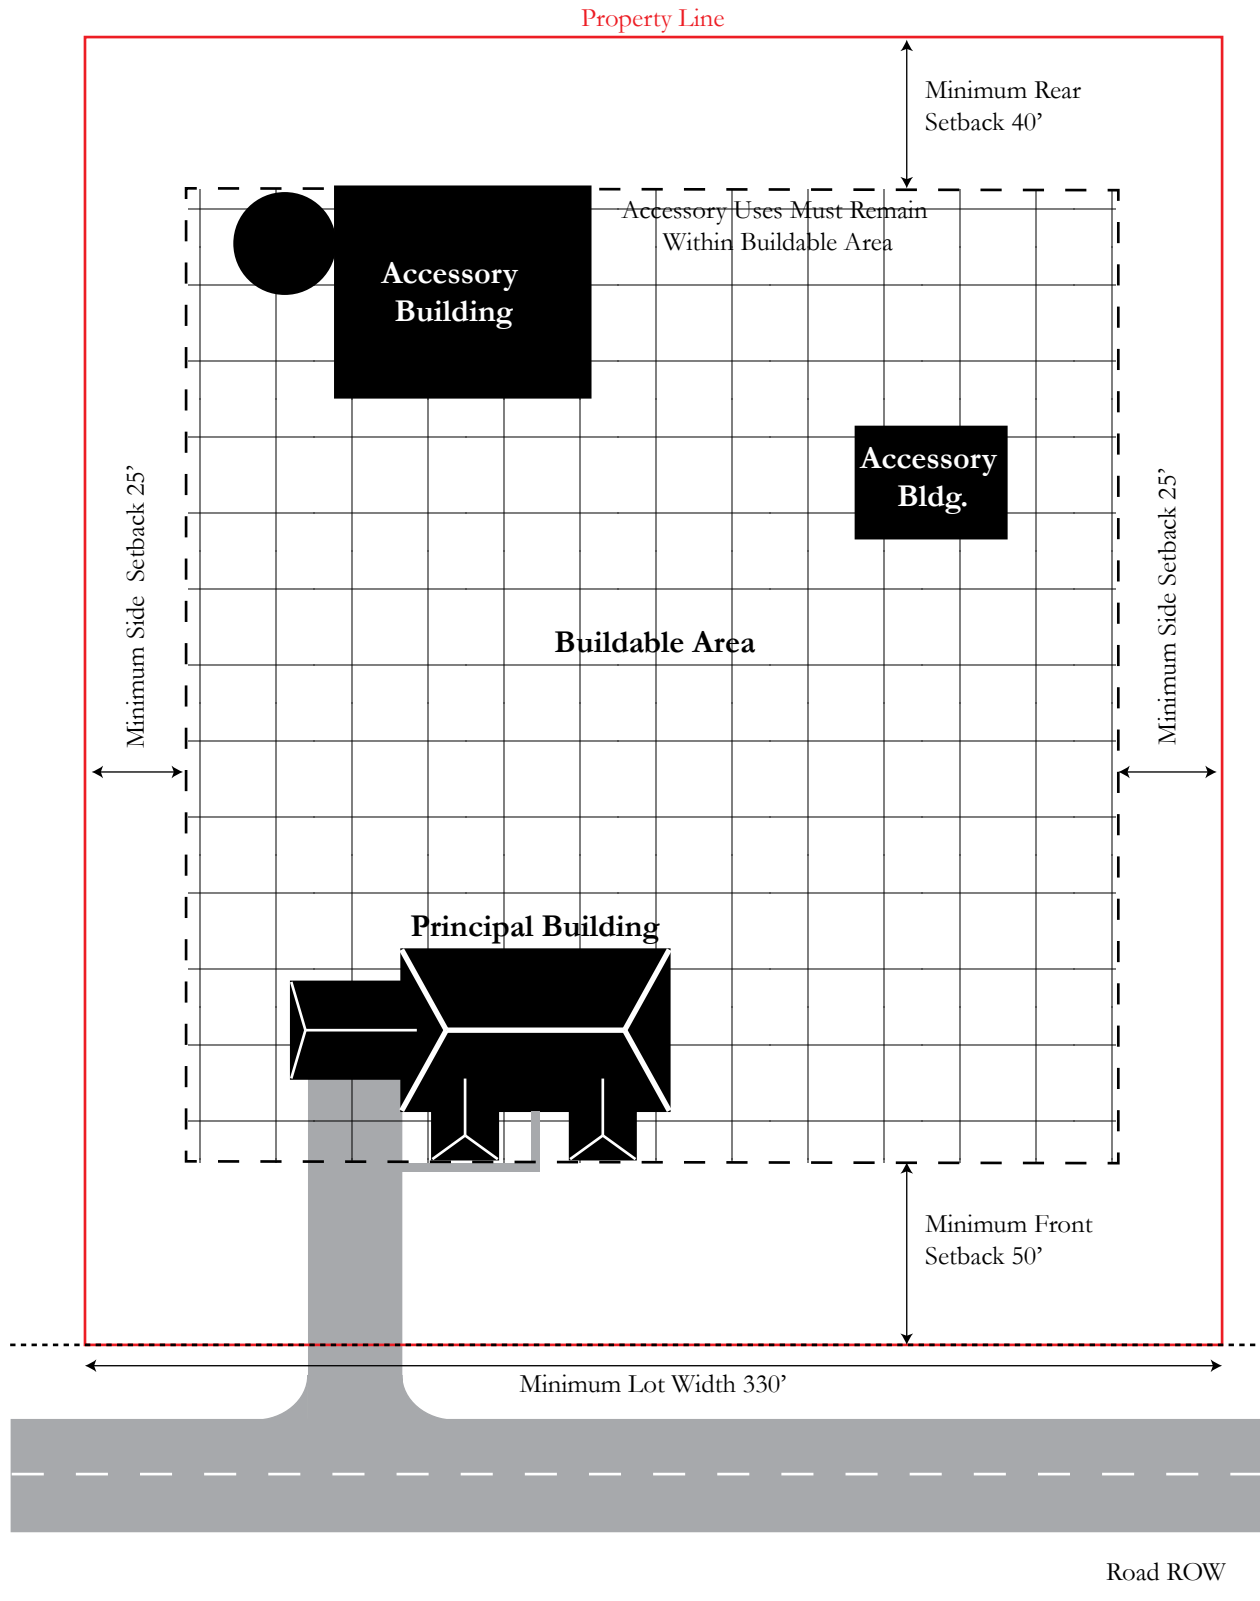 Property Line
Minimum Rear
Setback 40’
Accessory Uses Must Remain
Within Buildable Area
Accessory
Building
Accessory
Bldg.
Minimum Side  Setback 25’
Minimum Side Setback 25’
Buildable Area
Principal Building
Minimum Front
Setback 50’
Minimum Lot Width 330’
Road ROW